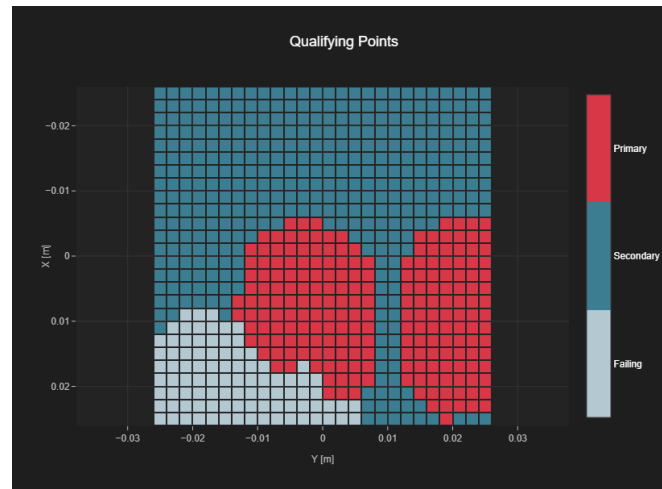 Qualifying Points
−0.02
−0.01
0
0.01
0.02
X [m]
−0.03
−0.02
−0.01
0
0.01
0.02
0.03
Y [m]
Primary
Secondary
Failing